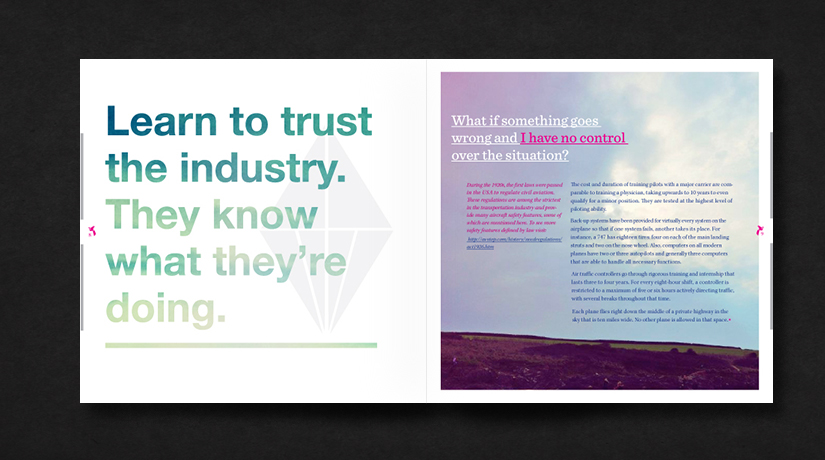 Learn to trust
the industry.
They know
what they're
doing.
What if something goes
wrong and I have no control
over the situation?
During the 1920s, the first laws were passed
in the USA to regulate civil aviation.
These regulations are among the strictest
in the transportation industry and pro-
vide many aircraft safety features, some of
which are mentioned here. To see more
safety features defined by law visit:
The cost and duration of training pilots with a major carrier are com-
parable to training a physician, taking upwards to 10 years to even
qualify for a minor position. They are tested at the highest level of
piloting ability.
Back up systems have been provided for virtually every system on the
airplane so that if one system fails, another takes its place. For
instance, a 747 has eighteen tires: four on each of the main landing
struts and two on the nose wheel. Also, computers on all modern
planes have two or three autopilots and generally three computers
that are able to handle all necessary functions.
Air traffic controllers go through rigorous training and internship that
lasts three to four years. For every eight-hour shift, a controller is
restricted to a maximum of five or six hours actively directing traffic,
with several breaks throughout that time.
Each plane flies right down the middle of a private highway in the
sky that is ten miles wide. No other plane is allowed in that space.